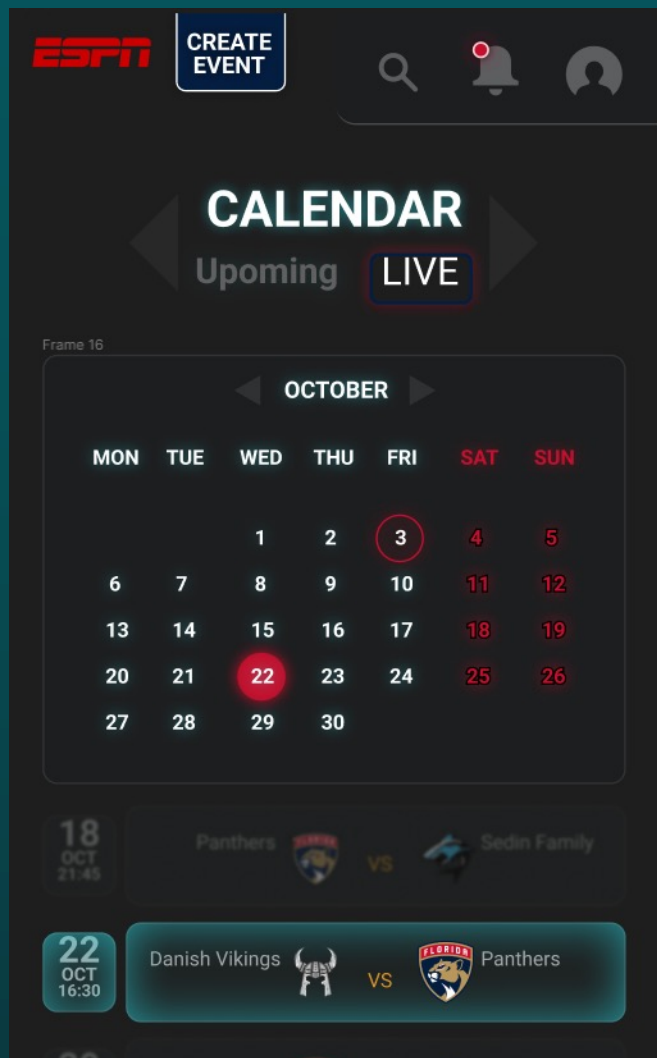 ESPN
CREATE
EVENT
CALENDAR
Upoming LIVE
Frame 16
OCTOBER
MON TUE WED THU FRI SAT SUN
1 2 3 4 5
6 7 8 9 10 11 12
13 14 15 16 17 18 19
20 21 22 23 24 25 26
27 28 29 30
18
OCT
21:45
Panthers FLORIDA VS Sedin Family
22
OCT
16:30
Danish Vikings VS FLORIDA Panthers